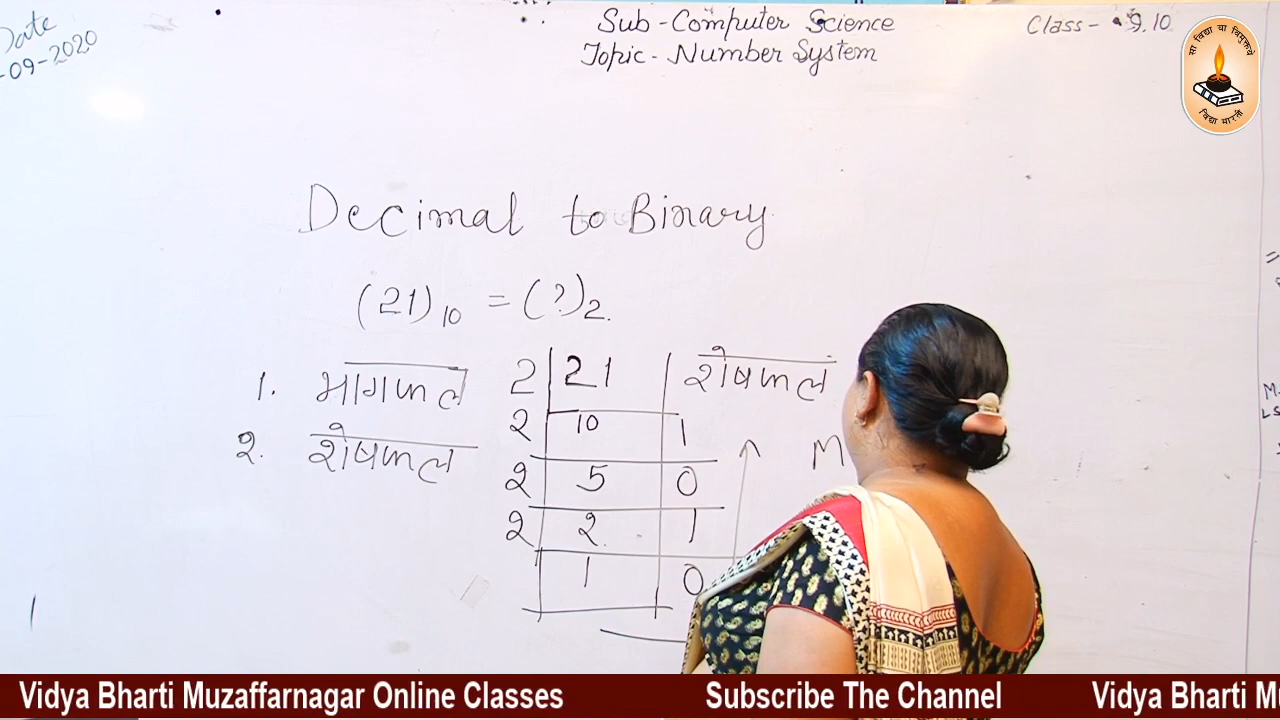 Date
-09-2020
Sub - Computer Science
Class - 9, 10
Topic - Number System
सा विद्या या विमुक्तये
विद्या भारती
Decimal to Binary
(21)10 = (?)2.
1. भागफल
2. शेषफल
2 21 शेषफल
2 10 1
2 5 0
2 2 1
1 0
M
Vidya Bharti Muzaffarnagar Online Classes Subscribe The Channel Vidya Bharti M